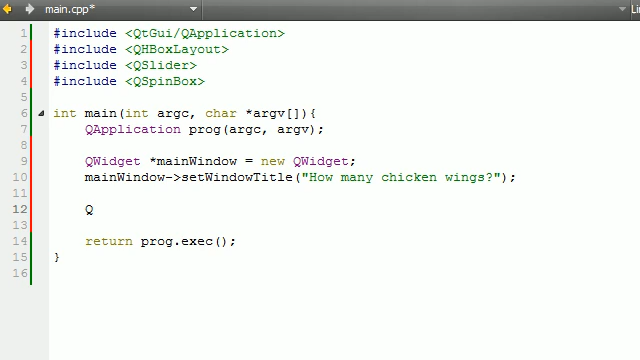 main.cpp*
Li
1 #include <QtGui/QApplication>
2 #include <QHBoxLayout>
3 #include <QSlider>
4 #include <QSpinBox>
5
6 int main(int argc, char *argv[]){
7 QApplication prog(argc, argv);
8
9 QWidget *mainWindow = new QWidget;
10 mainWindow->setWindowTitle("How many chicken wings?");
11
12 Q
13
14 return prog.exec();
15 }
16